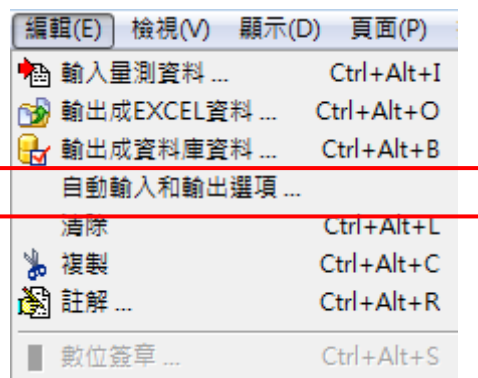 編輯(E) 檢視(V) 顯示(D) 頁面(P)
輸入量測資料 ... Ctrl+Alt+I
輸出成EXCEL資料 ... Ctrl+Alt+O
輸出成資料庫資料 ... Ctrl+Alt+B
自動輸入和輸出選項 ...
清除 Ctrl+Alt+L
複製 Ctrl+Alt+C
註解 ... Ctrl+Alt+R
數位簽章 ... Ctrl+Alt+S